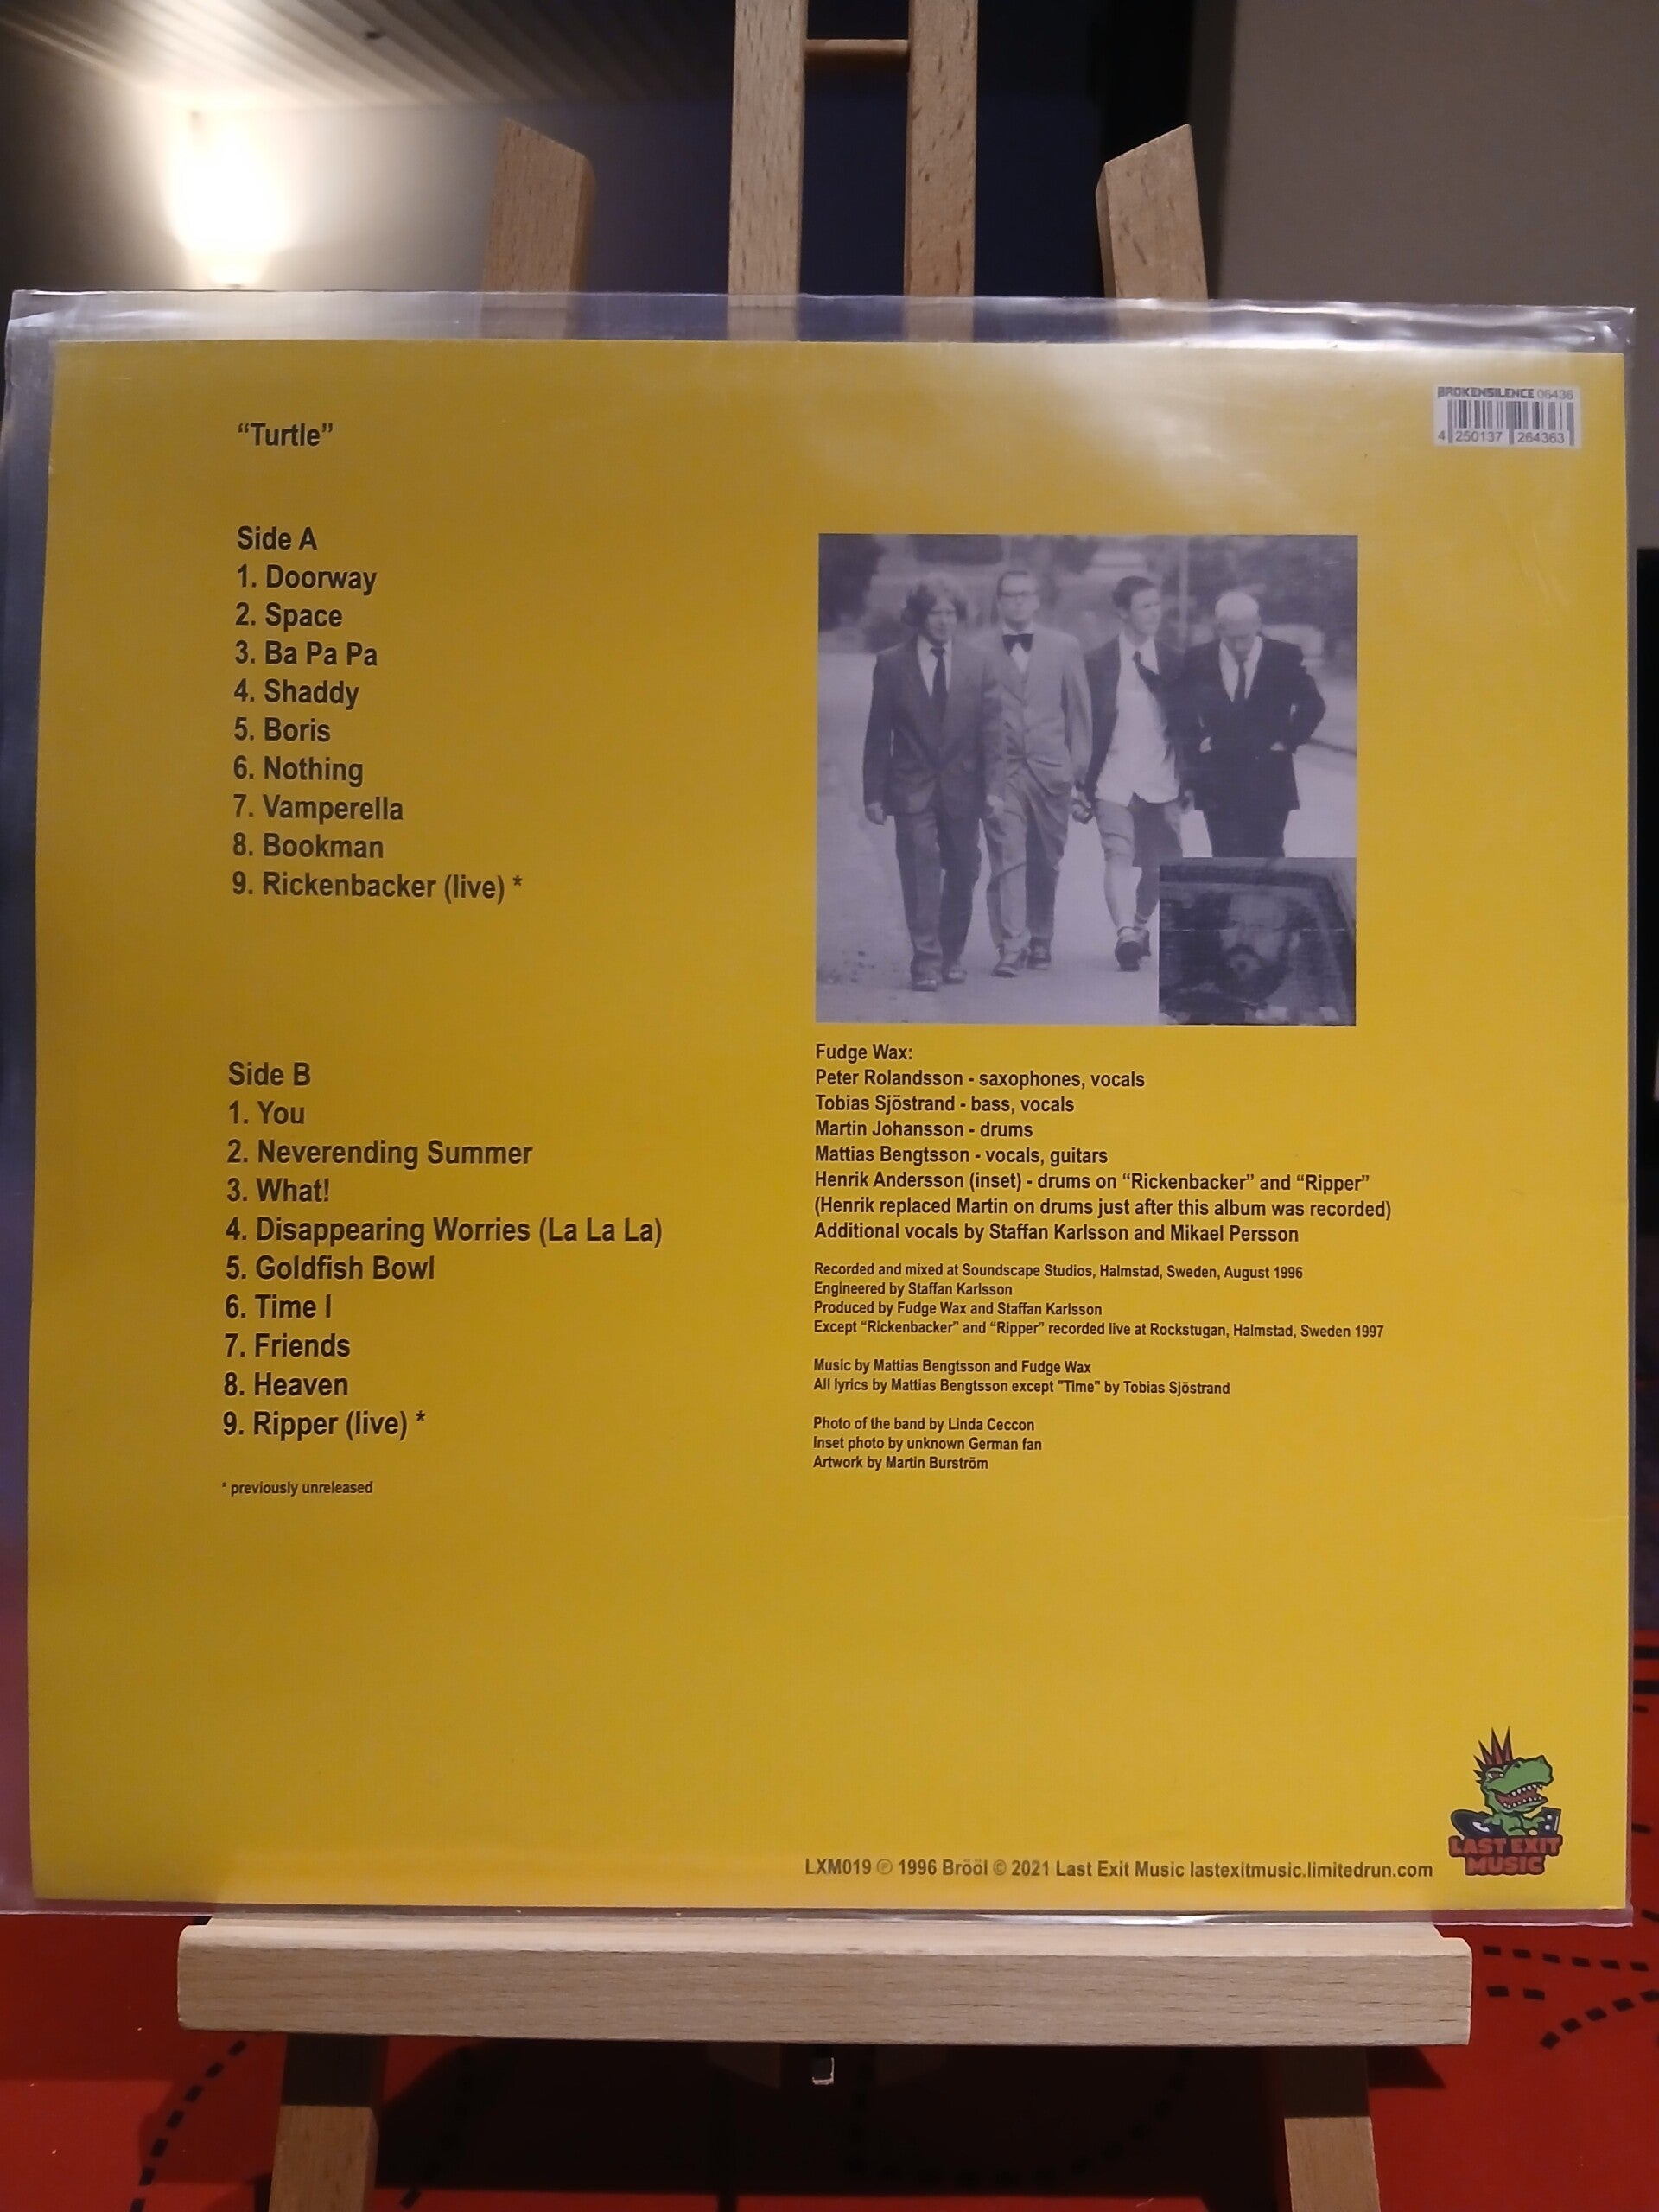 BROKENSILENCE 06436
4 250137 264363
“Turtle”
Side A
1. Doorway
2. Space
3. Ba Pa Pa
4. Shaddy
5. Boris
6. Nothing
7. Vamperella
8. Bookman
9. Rickenbacker (live) *
Side B
1. You
2. Neverending Summer
3. What!
4. Disappearing Worries (La La La)
5. Goldfish Bowl
6. Time I
7. Friends
8. Heaven
9. Ripper (live) *
* previously unreleased
Fudge Wax:
Peter Rolandsson - saxophones, vocals
Tobias Sjöstrand - bass, vocals
Martin Johansson - drums
Mattias Bengtsson - vocals, guitars
Henrik Andersson (inset) - drums on “Rickenbacker” and “Ripper”
(Henrik replaced Martin on drums just after this album was recorded)
Additional vocals by Staffan Karlsson and Mikael Persson
Recorded and mixed at Soundscape Studios, Halmstad, Sweden, August 1996
Engineered by Staffan Karlsson
Produced by Fudge Wax and Staffan Karlsson
Except “Rickenbacker” and “Ripper” recorded live at Rockstugan, Halmstad, Sweden 1997
Music by Mattias Bengtsson and Fudge Wax
All lyrics by Mattias Bengtsson except "Time" by Tobias Sjöstrand
Photo of the band by Linda Ceccon
Inset photo by unknown German fan
Artwork by Martin Burström
LXM019 ℗ 1996 Brööl © 2021 Last Exit Music lastexitmusic.limitedrun.com
LAST EXIT
MUSIC